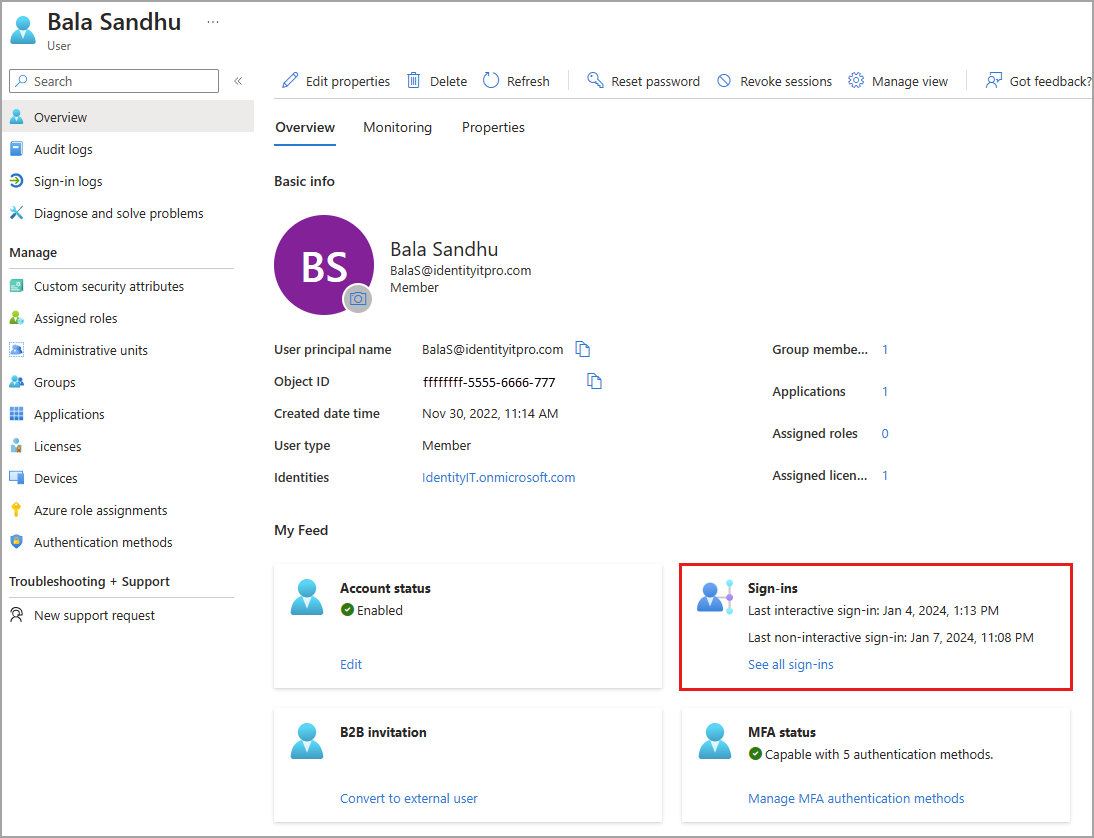 Bala Sandhu ...
User
Search «
Overview
Audit logs
Sign-in logs
Diagnose and solve problems
Manage
Custom security attributes
Assigned roles
Administrative units
Groups
Applications
Licenses
Devices
Azure role assignments
Authentication methods
Troubleshooting + Support
New support request
Edit properties Delete Refresh Reset password Revoke sessions Manage view Got feedback?
Overview Monitoring Properties
Basic info
BS
Bala Sandhu
BalaS@identityitpro.com
Member
User principal name BalaS@identityitpro.com
Object ID ffffffff-5555-6666-777
Created date time Nov 30, 2022, 11:14 AM
User type Member
Identities IdentityIT.onmicrosoft.com
Group membe... 1
Applications 1
Assigned roles 0
Assigned licen... 1
My Feed
Account status
Enabled
Edit
Sign-ins
Last interactive sign-in: Jan 4, 2024, 1:13 PM
Last non-interactive sign-in: Jan 7, 2024, 11:08 PM
See all sign-ins
B2B invitation
Convert to external user
MFA status
Capable with 5 authentication methods.
Manage MFA authentication methods